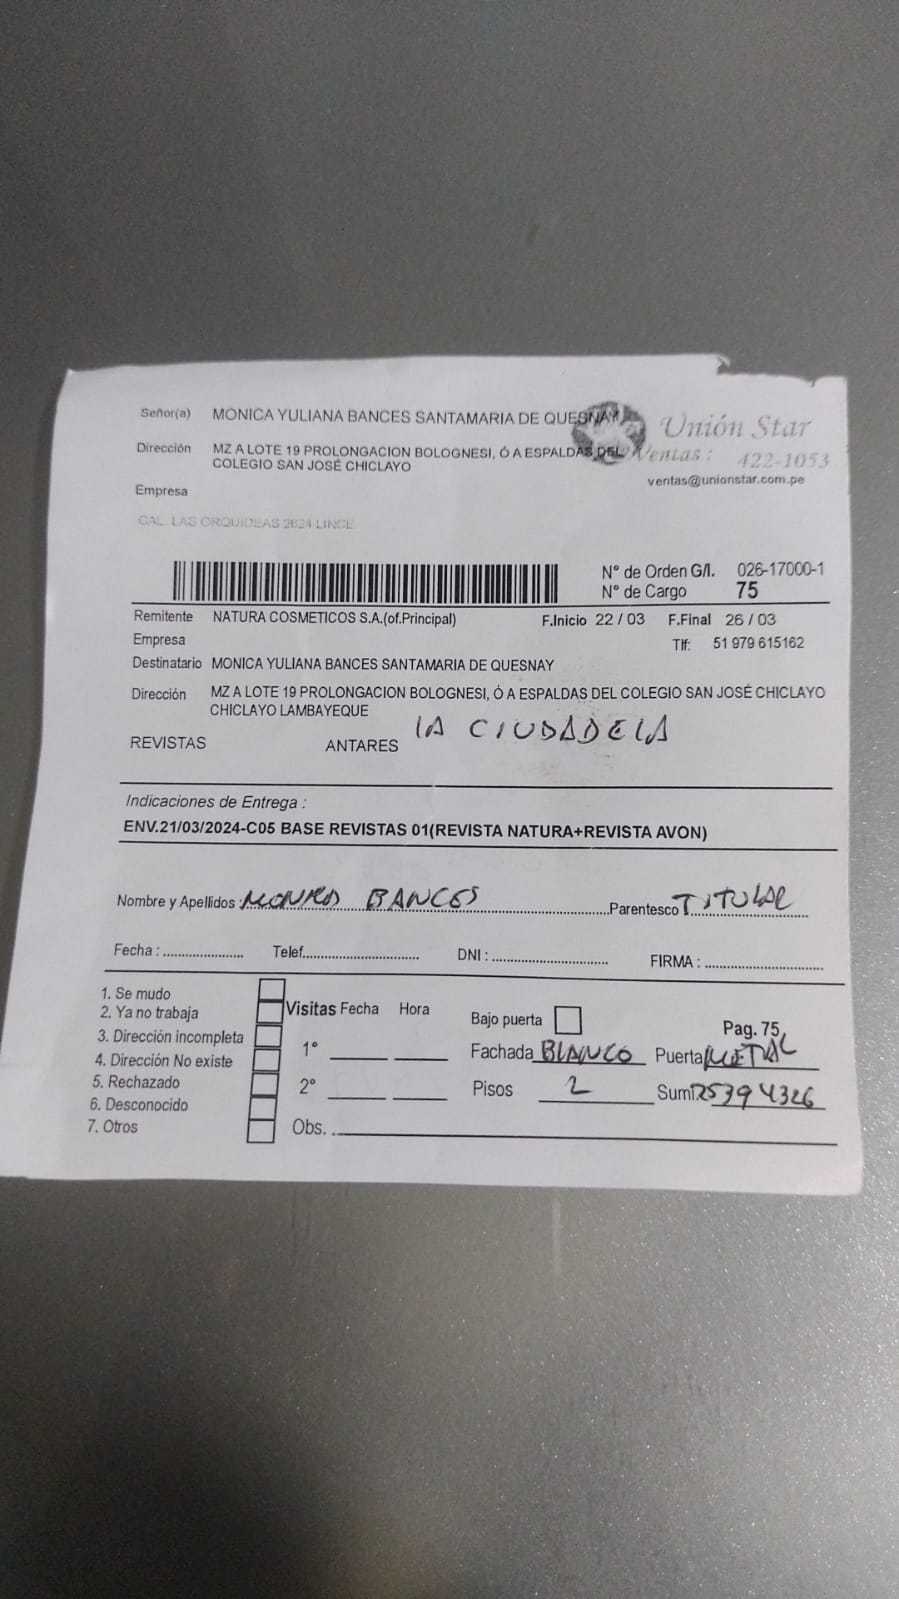 Señor(a) MONICA YULIANA BANCES SANTAMARIA DE QUESNAY
Unión Star
Dirección MZ A LOTE 19 PROLONGACION BOLOGNESI, Ó A ESPALDAS DEL
COLEGIO SAN JOSÉ CHICLAYO
Ventas : 422-1053
ventas@unionstar.com.pe
Empresa
CAL. LAS ORQUIDEAS 2624 LINCE
N° de Orden G/I. 026-17000-1
N° de Cargo 75
Remitente NATURA COSMETICOS S.A.(of.Principal) F.Inicio 22 / 03 F.Final 26 / 03
Empresa Tlf: 51 979 615162
Destinatario MONICA YULIANA BANCES SANTAMARIA DE QUESNAY
Dirección MZ A LOTE 19 PROLONGACION BOLOGNESI, Ó A ESPALDAS DEL COLEGIO SAN JOSÉ CHICLAYO
CHICLAYO LAMBAYEQUE
LA CIUDADELA
REVISTAS ANTARES
Indicaciones de Entrega :
ENV.21/03/2024-C05 BASE REVISTAS 01(REVISTA NATURA+REVISTA AVON)
Nombre y Apellidos : BANCES Parentesco TITULAR
Fecha : Telef. DNI : FIRMA :
1. Se mudo
2. Ya no trabaja
3. Dirección incompleta
4. Dirección No existe
5. Rechazado
6. Desconocido
7. Otros
Visitas Fecha Hora
1°
2°
Obs.
Bajo puerta
Pag. 75
Fachada BLANCO Puerta METAL
Pisos 2 Sumi. 25394326